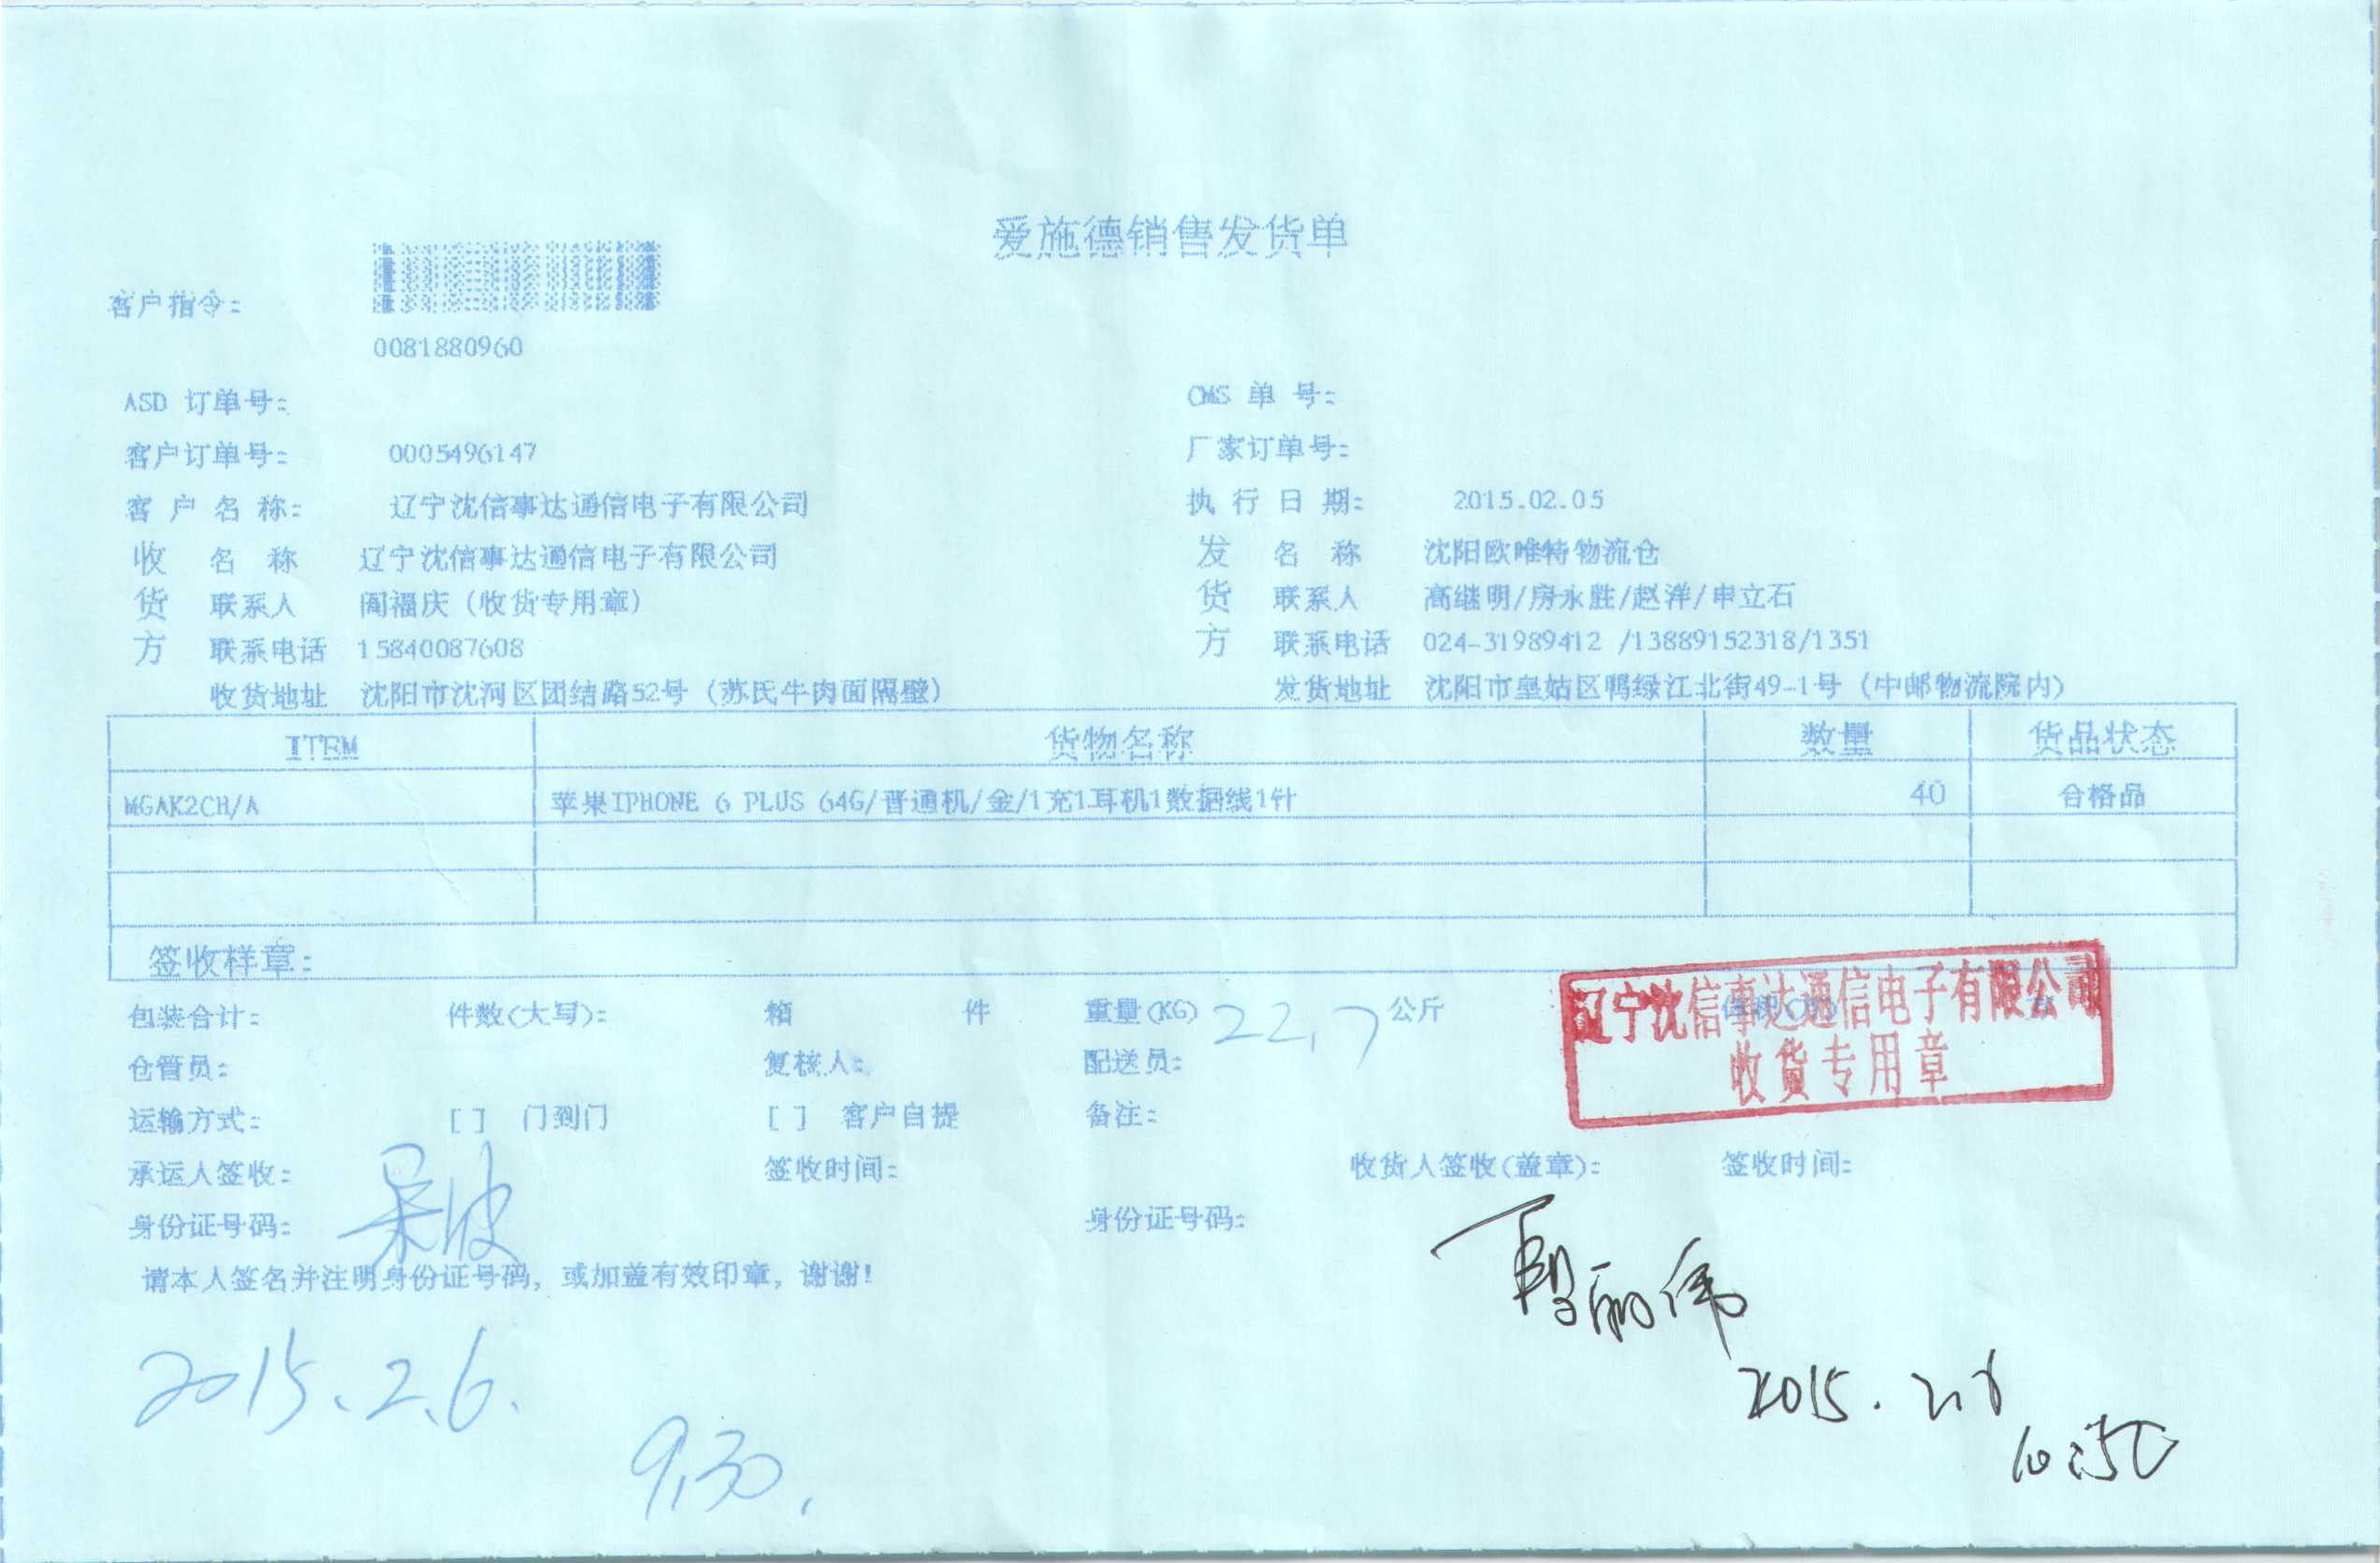 爱施德销售发货单
客户指令:
0081880960
ASD 订单号:
CMS 单 号:
客户订单号: 0005496147
厂家订单号:
客 户 名 称: 辽宁沈信事达通信电子有限公司
执 行 日 期: 2015.02.05
收货方
名 称 辽宁沈信事达通信电子有限公司
联系人 阎福庆（收货专用章）
联系电话 15840087608
收货地址 沈阳市沈河区团结路52号（苏氏牛肉面隔壁）
发货方
名 称 沈阳欧唯特物流仓
联系人 高继明/房永胜/赵洋/申立石
联系电话 024-31989412 /13889152318/1351
发货地址 沈阳市皇姑区鸭绿江北街49-1号（中邮物流院内）
ITEM 货物名称 数量 货品状态
MGAK2CH/A 苹果IPHONE 6 PLUS 64G/普通机/金/1充1耳机1数据线1针 40 合格品
签收样章:
辽宁沈信事达通信电子有限公司
收货专用章
包装合计: 件数(大写): 箱 件 重量(KG) 22.7 公斤
仓管员: 复核人: 配送员:
运输方式: [ ] 门到门 [ ] 客户自提 备注:
承运人签收: 签收时间: 收货人签收(盖章): 签收时间:
身份证号码: 身份证号码:
请本人签名并注明身份证号码，或加盖有效印章，谢谢!
2015.2.6.
9.30.
2015.2.6
10:50